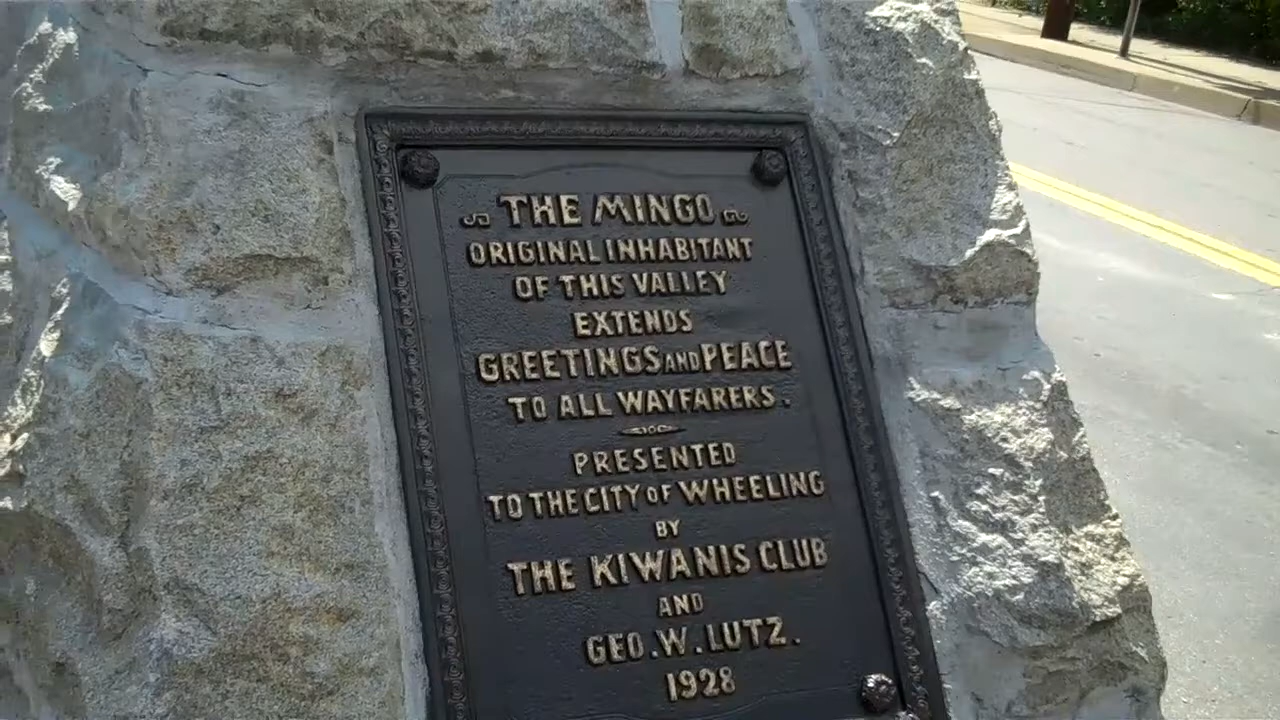 THE MINGO
ORIGINAL INHABITANT
OF THIS VALLEY
EXTENDS
GREETINGS AND PEACE
TO ALL WAYFARERS.
PRESENTED
TO THE CITY OF WHEELING
BY
THE KIWANIS CLUB
AND
GEO. W. LUTZ.
1928